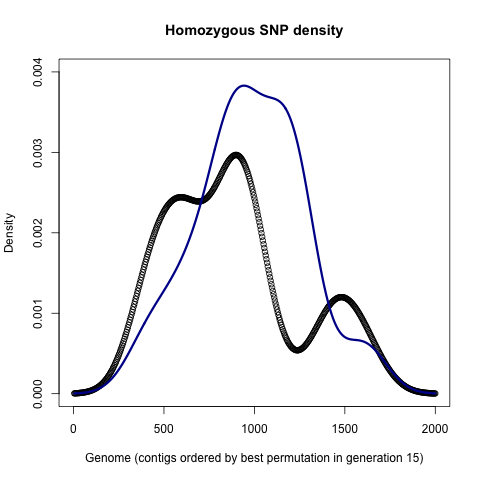 Homozygous SNP density
Density
0.004
0.003
0.002
0.001
0.000
0 500 1000 1500 2000
Genome (contigs ordered by best permutation in generation 15)